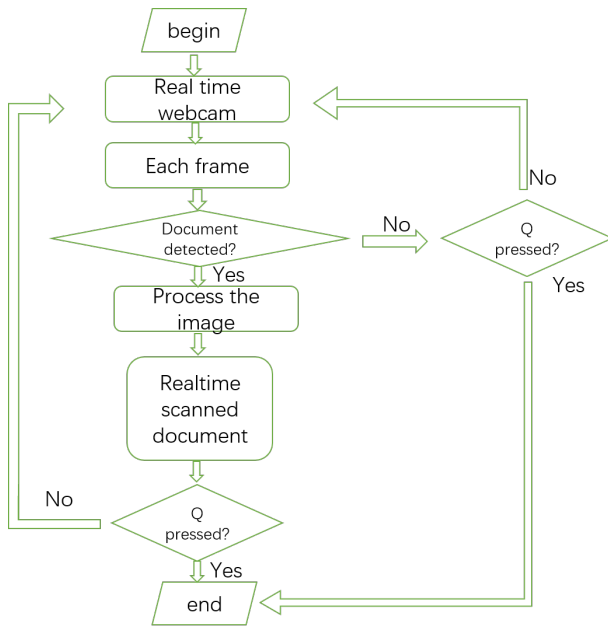 begin
Real time
webcam
Each frame
Document
detected?
No
Q
pressed?
No
Yes
Yes
Process the
image
Realtime
scanned
document
No
Q
pressed?
Yes
end